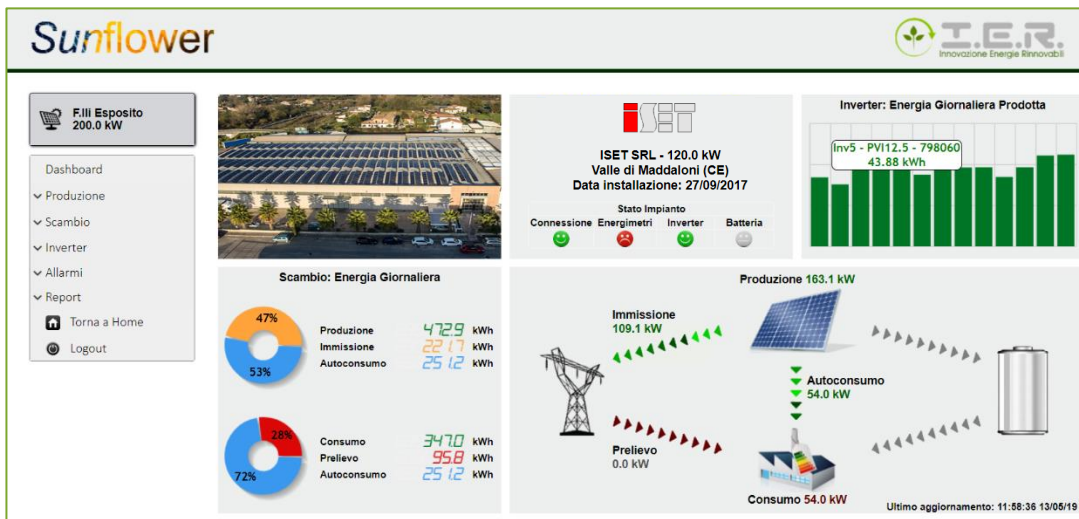 Sunflower
I.E.R.
Innovazione Energie Rinnovabili
F.lli Esposito
200.0 kW
Dashboard
Produzione
Scambio
Inverter
Allarmi
Report
Torna a Home
Logout
iSET
ISET SRL - 120.0 kW
Valle di Maddaloni (CE)
Data installazione: 27/09/2017
Stato Impianto
Connessione Energimetri Inverter Batteria
Inverter: Energia Giornaliera Prodotta
Inv5 - PVI12.5 - 798060
43.88 kWh
Scambio: Energia Giornaliera
47%
53%
Produzione 472.9 kWh
Immissione 221.7 kWh
Autoconsumo 251.2 kWh
28%
72%
Consumo 347.0 kWh
Prelievo 95.8 kWh
Autoconsumo 251.2 kWh
Produzione 163.1 kW
Immissione
109.1 kW
Autoconsumo
54.0 kW
Prelievo
0.0 kW
Consumo 54.0 kW
Ultimo aggiornamento: 11:58:36 13/05/19